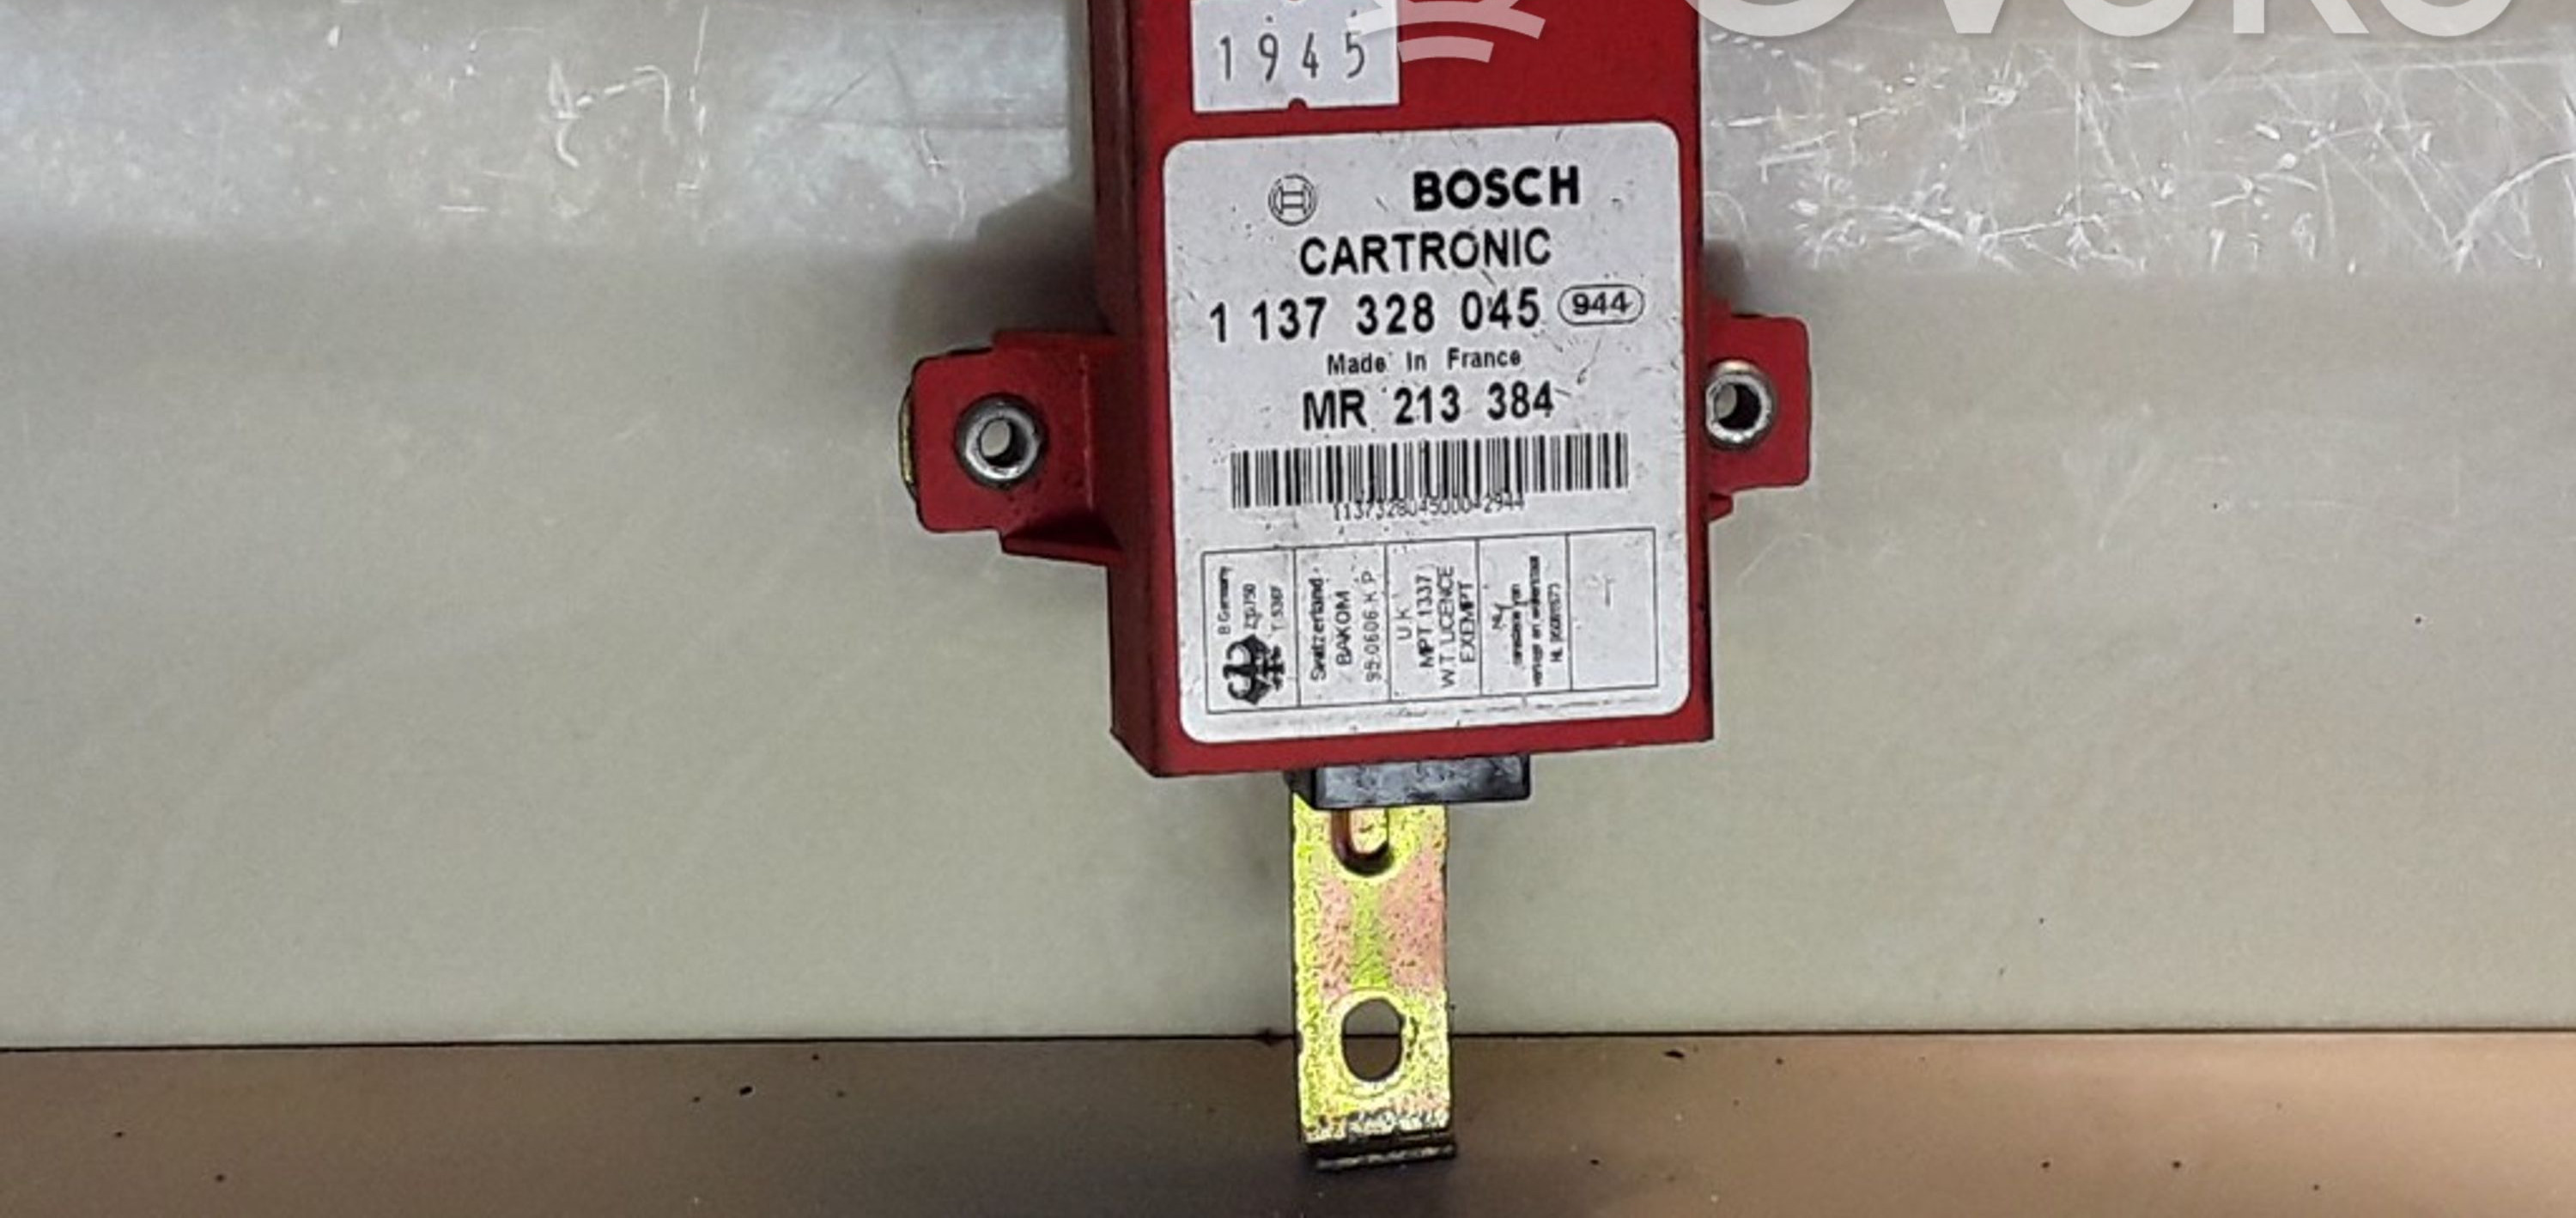 1945
BOSCH
CARTRONIC
1 137 328 045 944
Made in France
MR 213 384
Switzerland
BAKOM
U.K
MPT 1337
W.T. LICENCE
EXEMPT